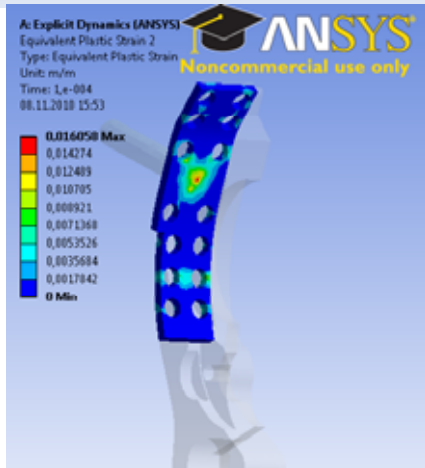 A: Explicit Dynamics (ANSYS)
Equivalent Plastic Strain 2
Type: Equivalent Plastic Strain
Unit: m/m
Time: 1,e-004
08.11.2010 15:53
ANSYS
Noncommercial use only
0,016058 Max
0,014274
0,012489
0,010705
0,008921
0,0071368
0,0053526
0,0035684
0,0017842
0 Min